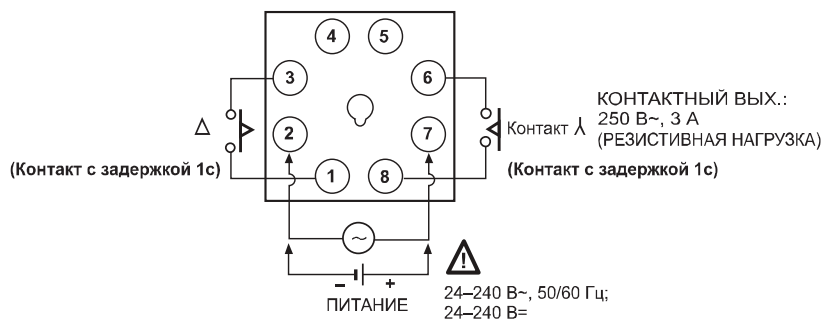 4 5
3 6
2 7
1 8
Δ
(Контакт с задержкой 1с)
Контакт ⅄
(Контакт с задержкой 1с)
КОНТАКТНЫЙ ВЫХ.:
250 В~, 3 А
(РЕЗИСТИВНАЯ НАГРУЗКА)
~
– +
ПИТАНИЕ
!
24–240 В~, 50/60 Гц;
24–240 В=